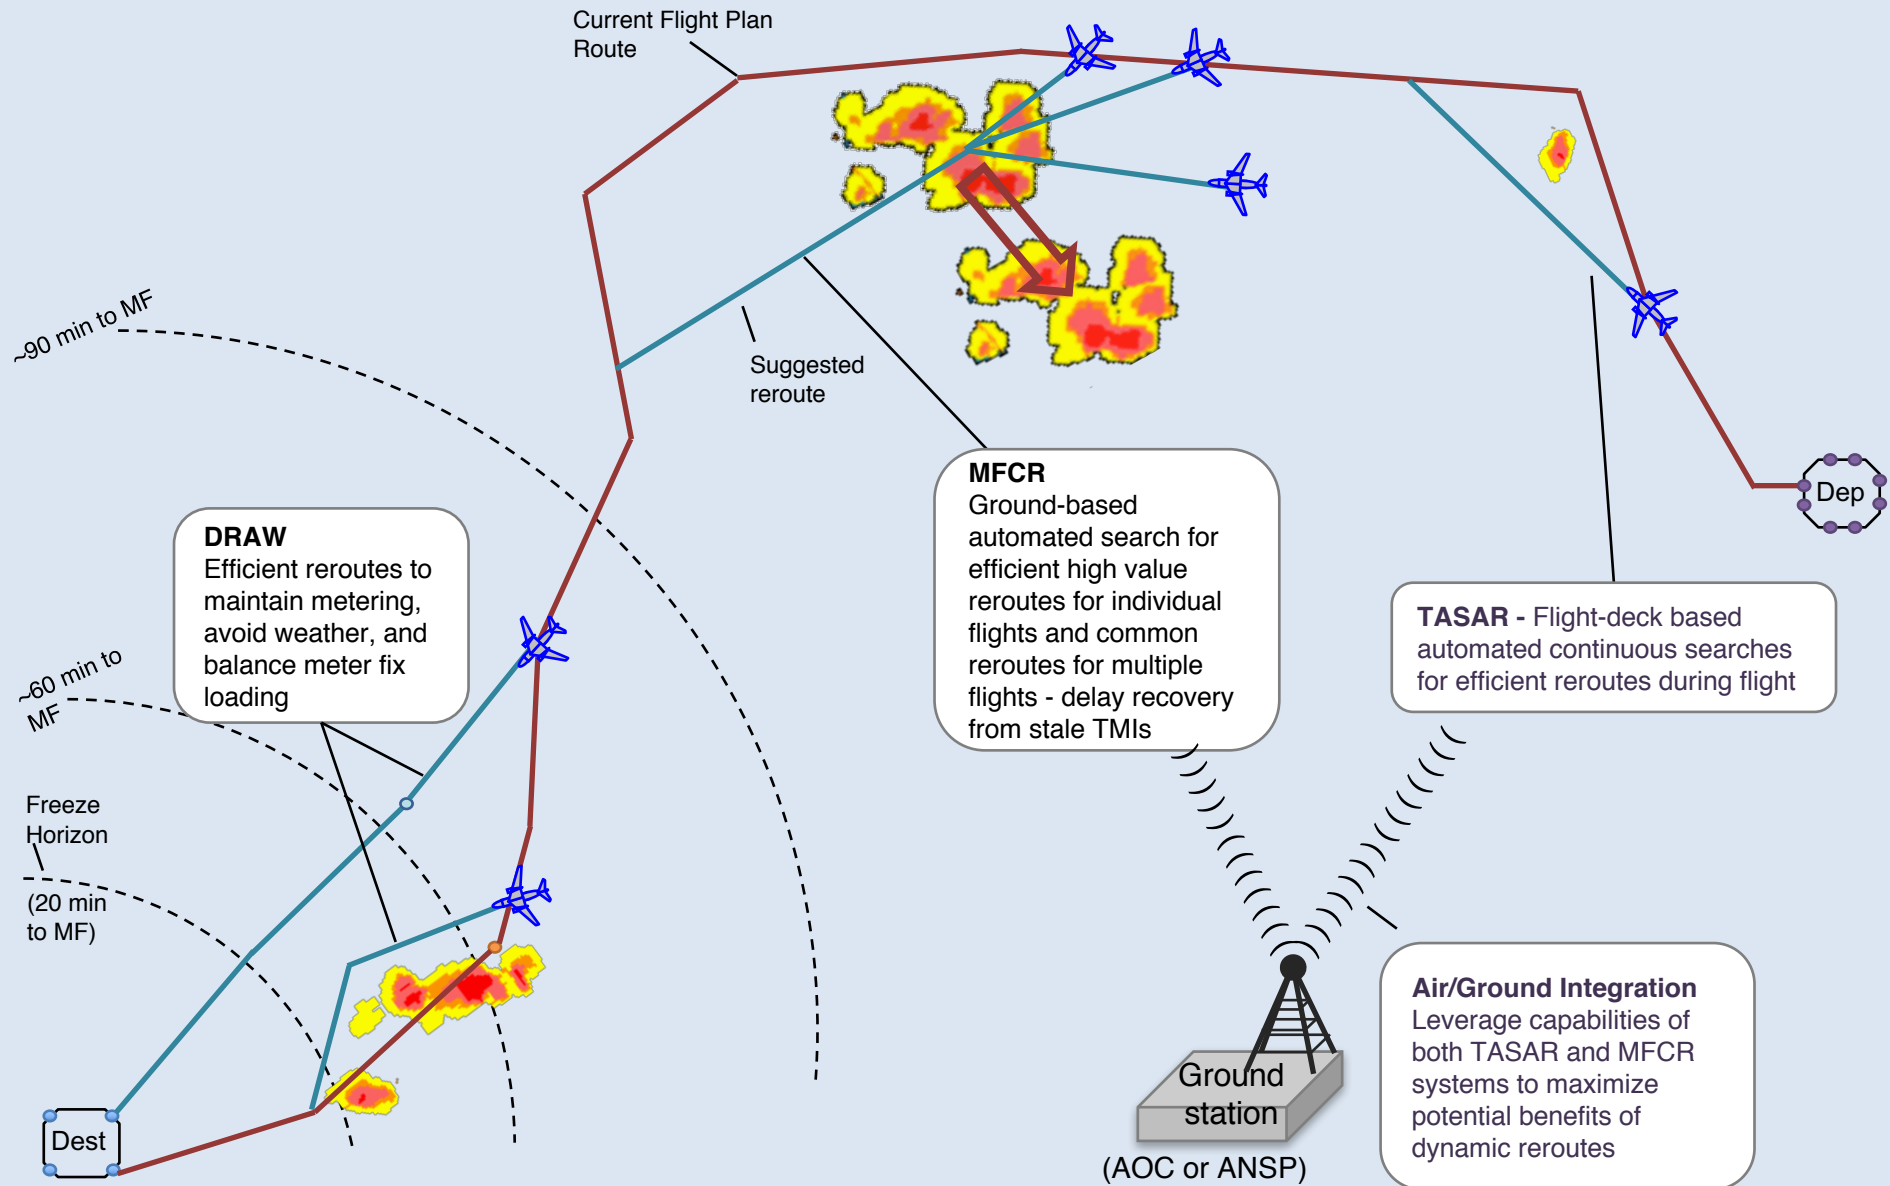 Current Flight Plan
Route
~90 min to MF
Suggested
reroute
MFCR
Ground-based
automated search for
efficient high value
reroutes for individual
flights and common
reroutes for multiple
flights - delay recovery
from stale TMIs
Dep
DRAW
Efficient reroutes to
maintain metering,
avoid weather, and
balance meter fix
loading
TASAR - Flight-deck based
automated continuous searches
for efficient reroutes during flight
~60 min to
MF
Freeze
Horizon
(20 min
to MF)
Air/Ground Integration
Leverage capabilities of
both TASAR and MFCR
systems to maximize
potential benefits of
dynamic reroutes
Ground
station
(AOC or ANSP)
Dest